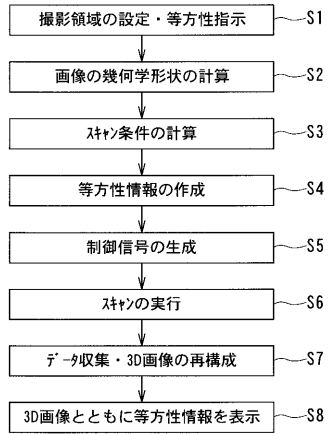 撮影領域の設定・等方性指示 S1
画像の幾何学形状の計算 S2
ｽｷｬﾝ条件の計算 S3
等方性情報の作成 S4
制御信号の生成 S5
ｽｷｬﾝの実行 S6
ﾃﾞｰﾀ収集・3D画像の再構成 S7
3D画像とともに等方性情報を表示 S8